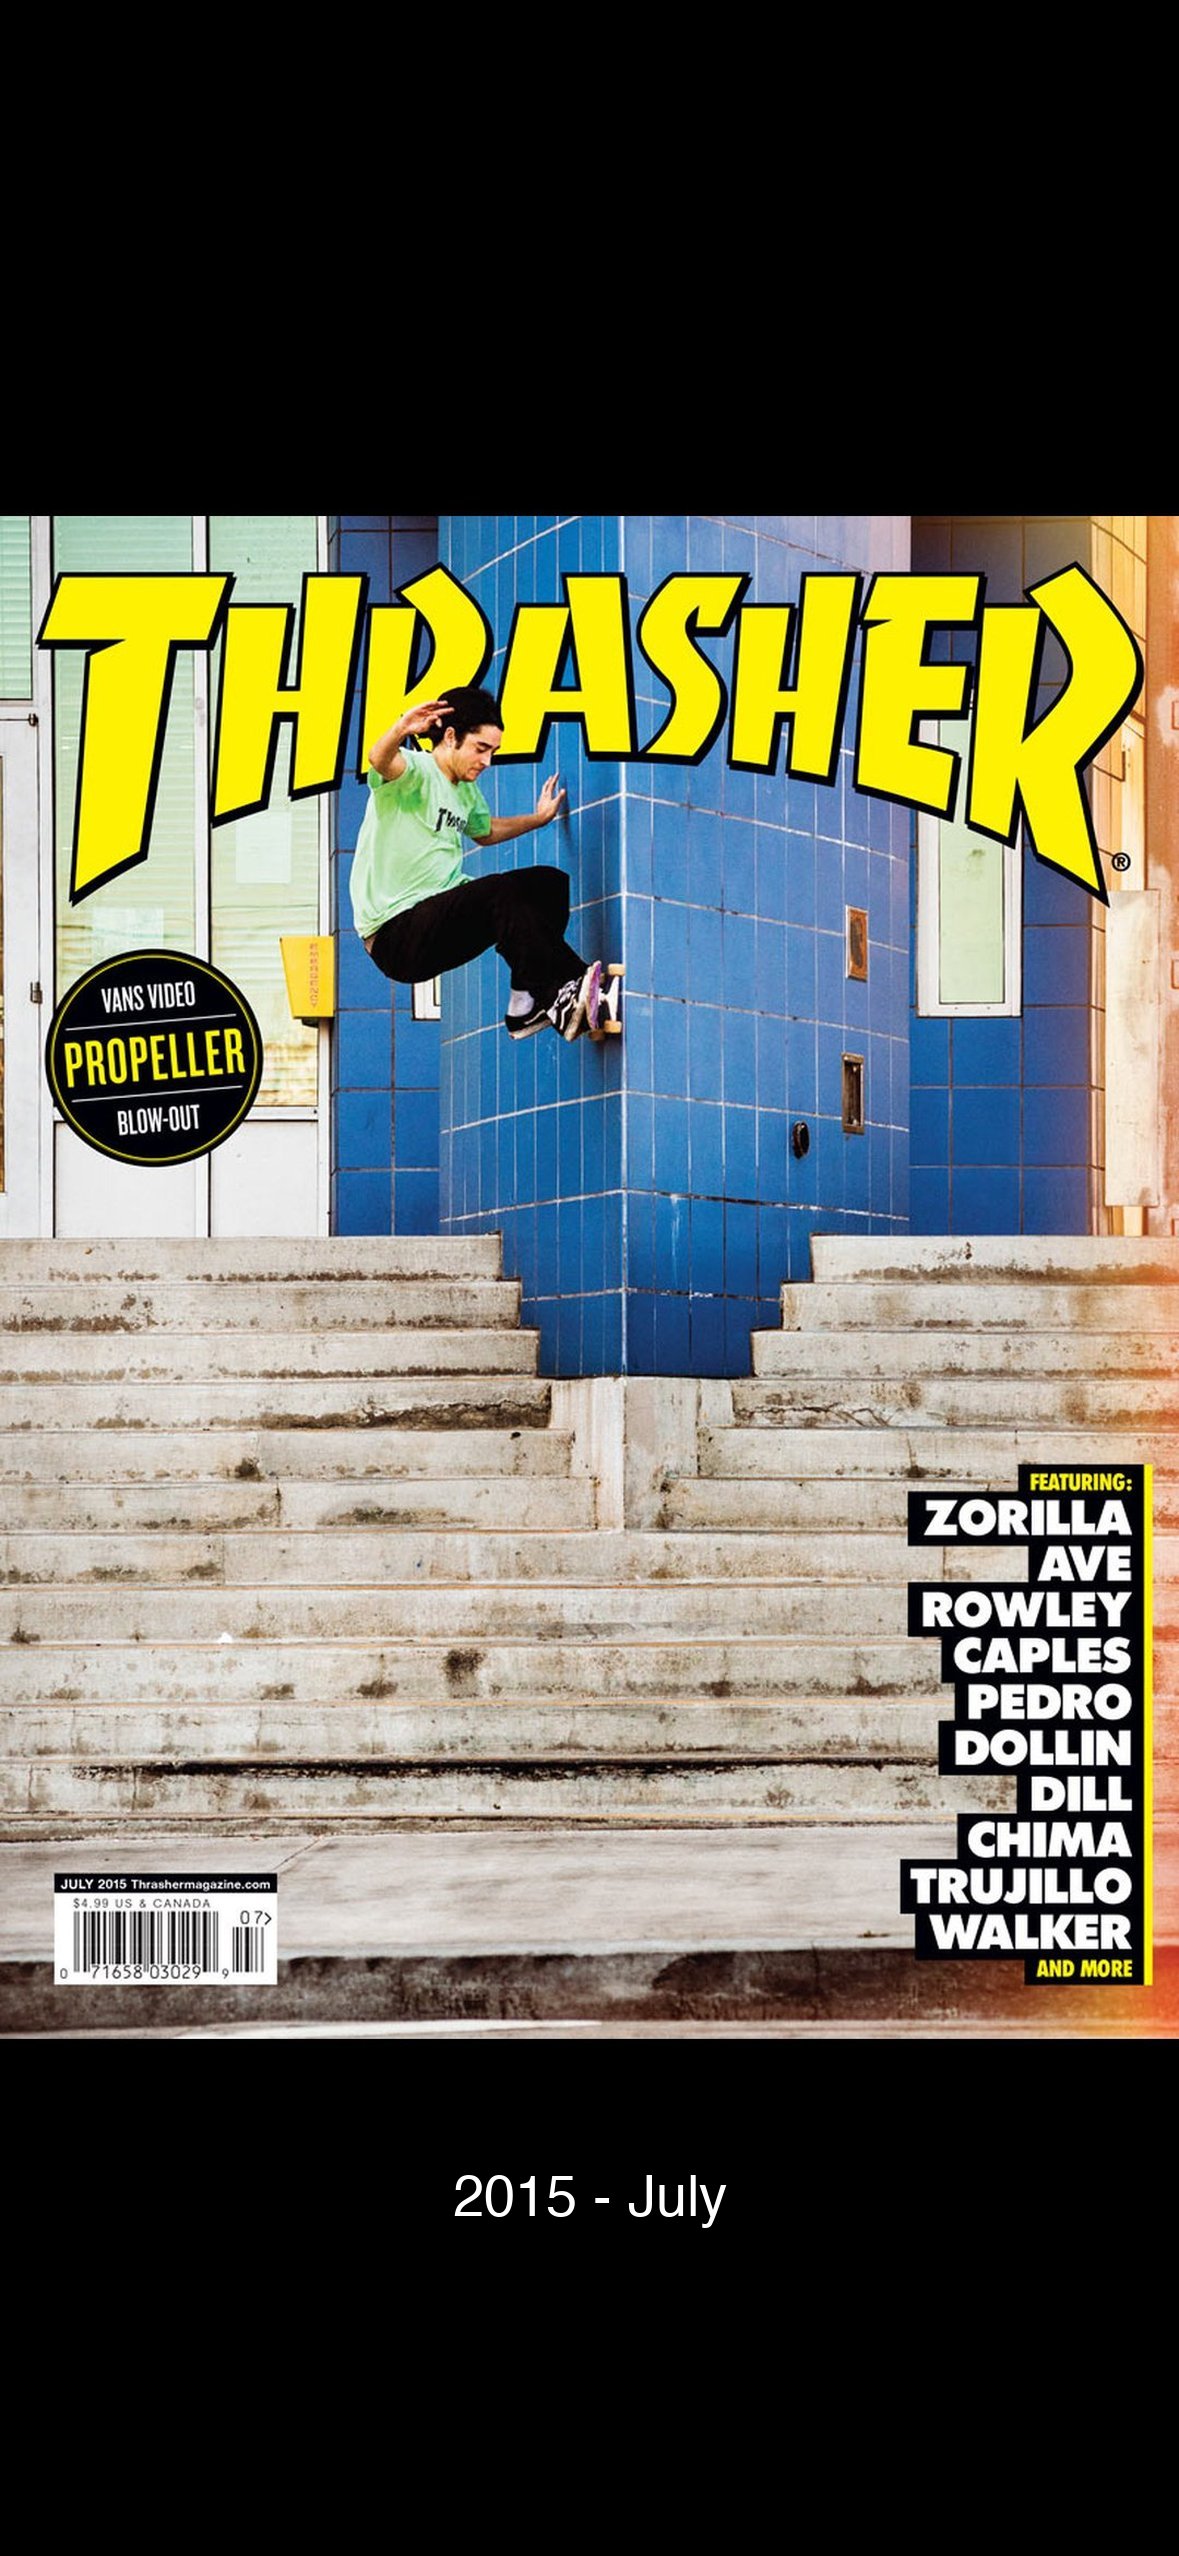 THRASHER®
EMERGENCY
VANS VIDEO
PROPELLER
BLOW-OUT
FEATURING:
ZORILLA
AVE
ROWLEY
CAPLES
PEDRO
DOLLIN
DILL
CHIMA
TRUJILLO
WALKER
AND MORE
JULY 2015 Thrashermagazine.com
$4.99 US & CANADA
07>
0 71658 03029 9
2015 - July